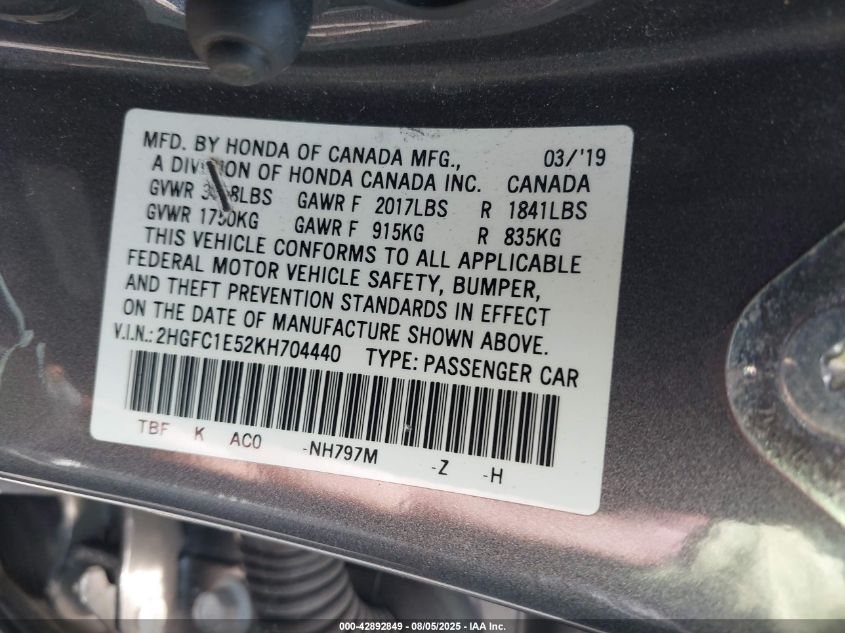 MFD. BY HONDA OF CANADA MFG., 03/'19
A DIVISION OF HONDA CANADA INC. CANADA
GVWR GAWR F 2017LBS R 1841LBS
GVWR 1750KG GAWR F 915KG R 835KG
THIS VEHICLE CONFORMS TO ALL APPLICABLE
FEDERAL MOTOR VEHICLE SAFETY, BUMPER,
AND THEFT PREVENTION STANDARDS IN EFFECT
ON THE DATE OF MANUFACTURE SHOWN ABOVE.
V.I.N.: 2HGFC1E52KH704440 TYPE: PASSENGER CAR
TBF K AC0 -NH797M -Z -H
000-42892849 - 08/05/2025 - IAA Inc.